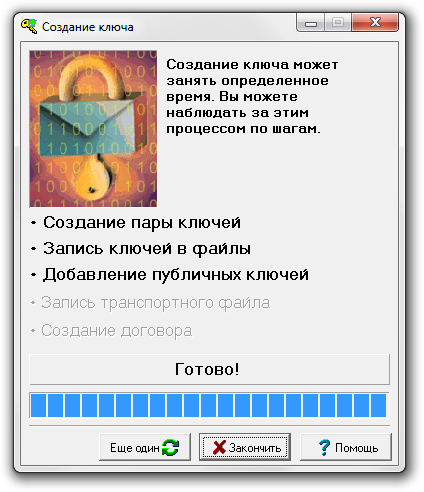 Создание ключа
Создание ключа может
занять определенное
время. Вы можете
наблюдать за этим
процессом по шагам.
• Создание пары ключей
• Запись ключей в файлы
• Добавление публичных ключей
• Запись транспортного файла
• Создание договора
Готово!
Еще один
Закончить
Помощь